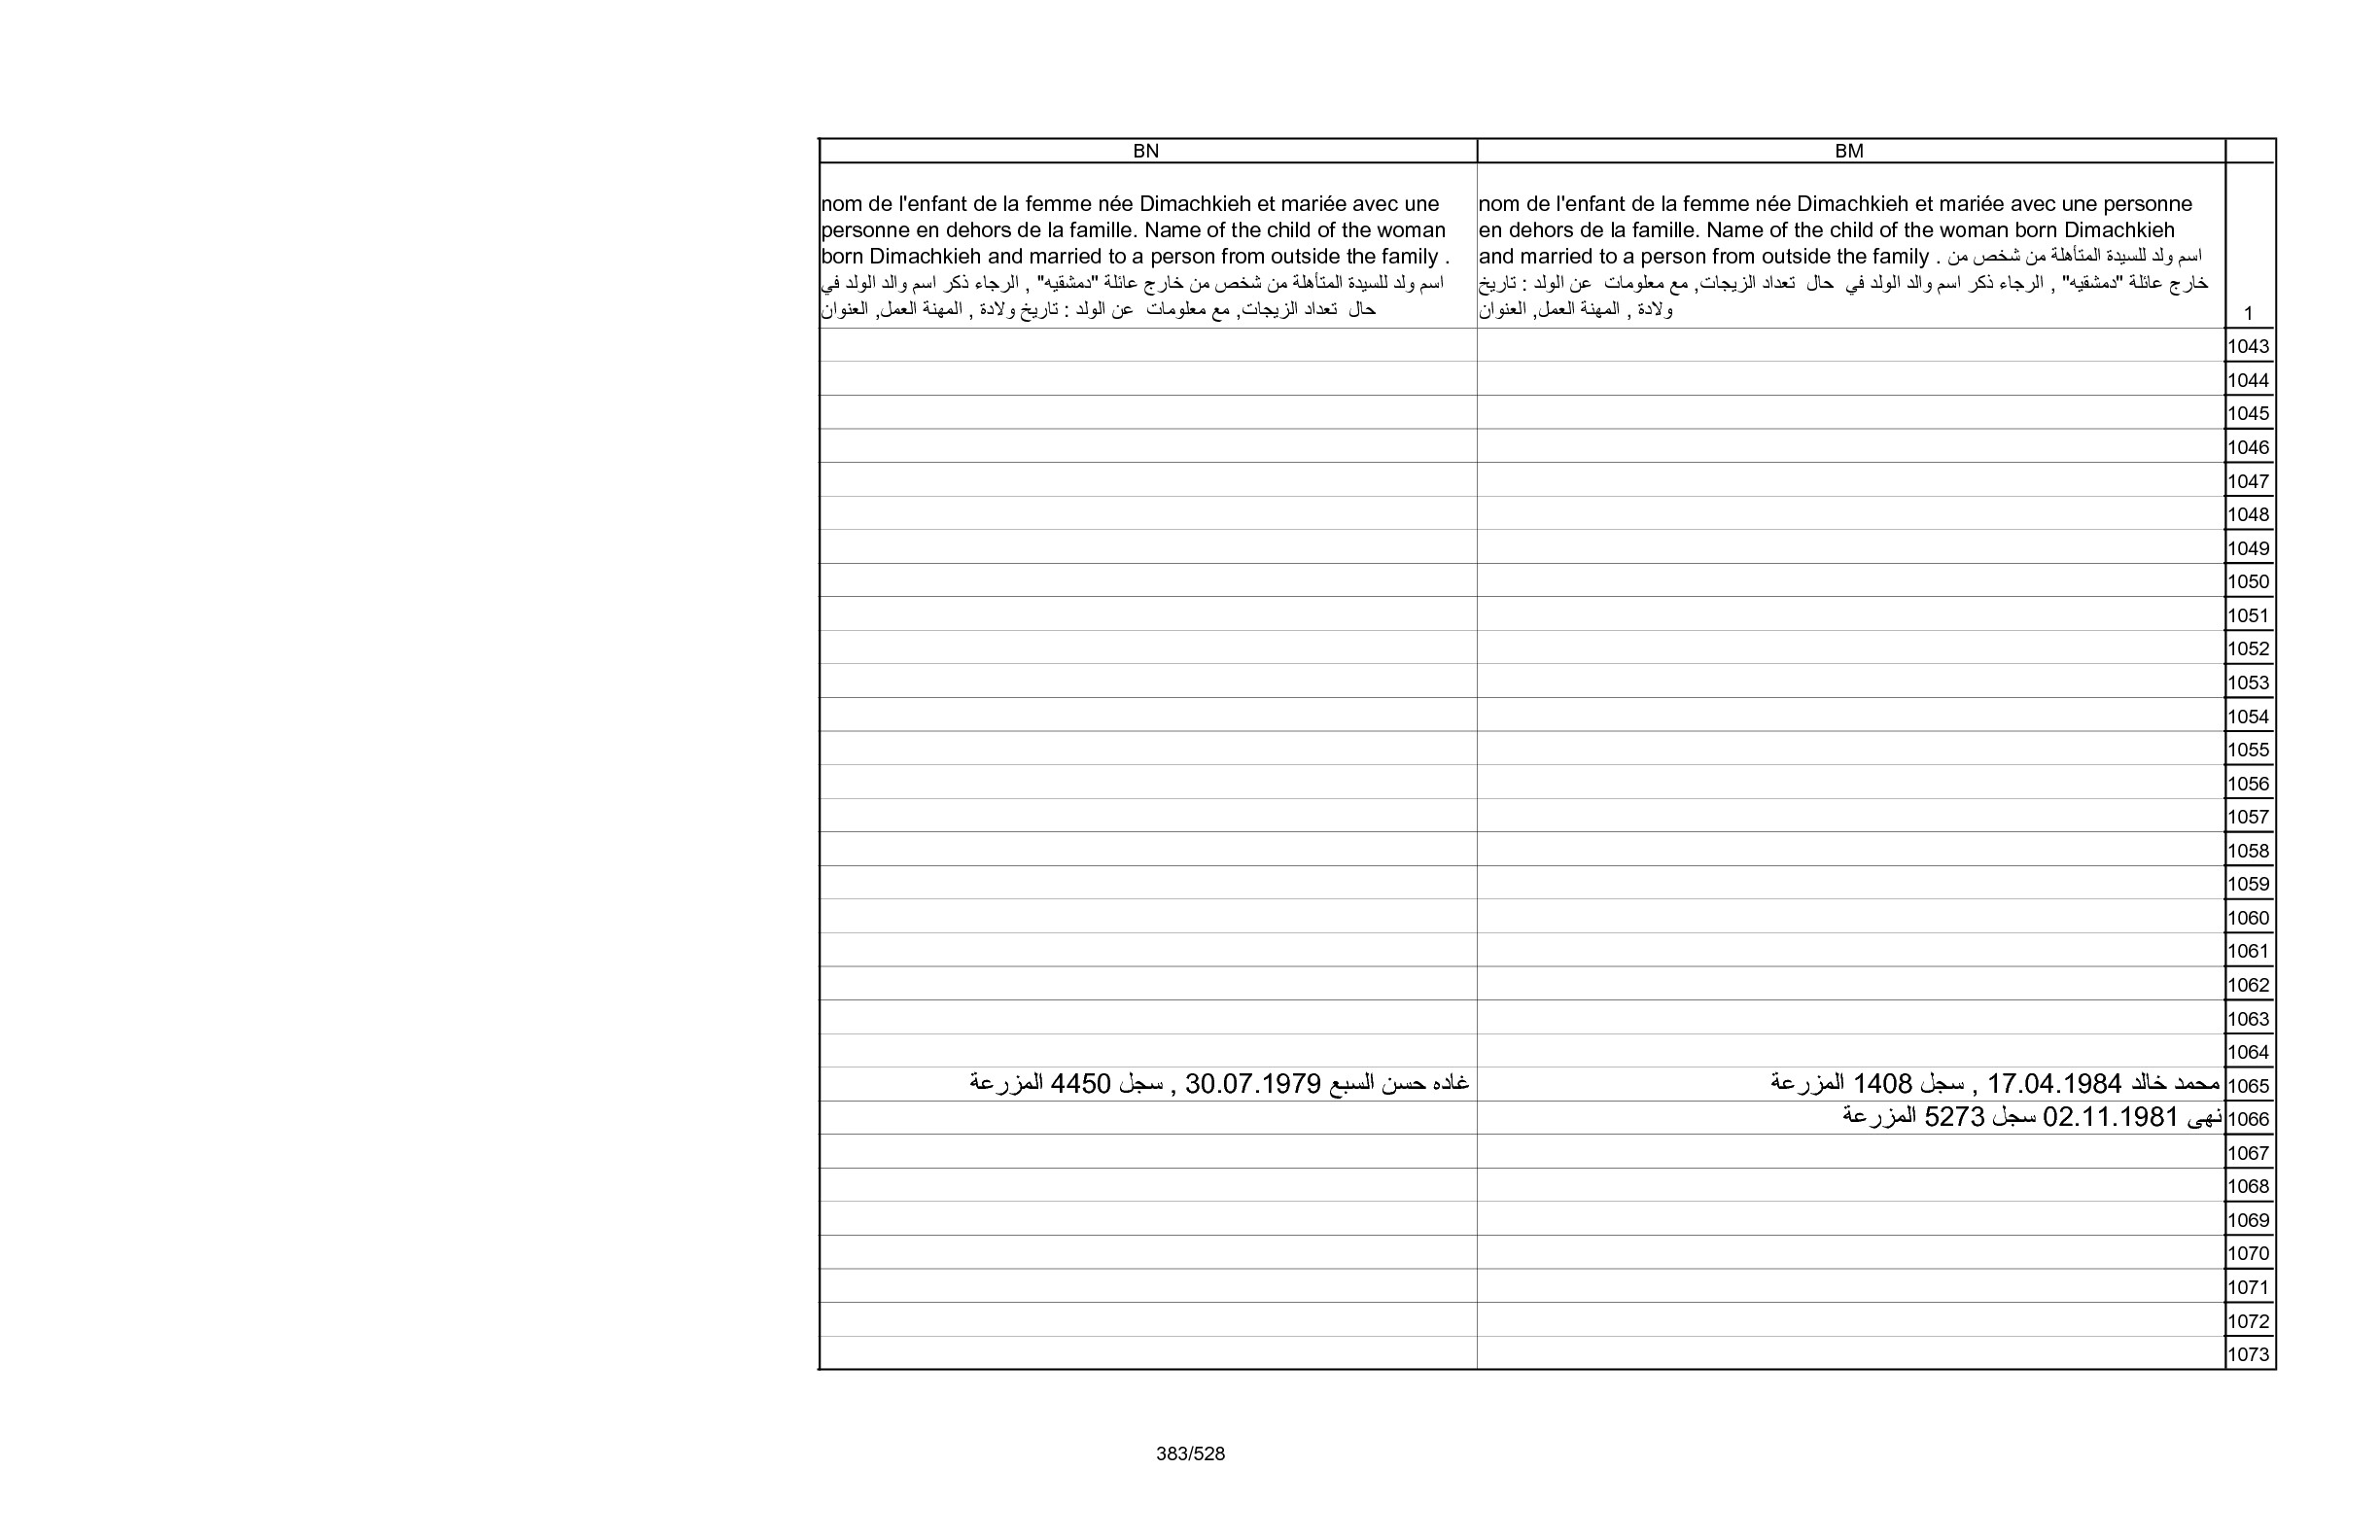 BN
BM
nom de l'enfant de la femme née Dimachkieh et mariée avec une
personne en dehors de la famille. Name of the child of the woman
born Dimachkieh and married to a person from outside the family .
اسم ولد للسيدة المتأهلة من شخص من خارج عائلة "دمشقيه" , الرجاء ذكر اسم والد الولد في
حال  تعداد الزيجات, مع معلومات  عن الولد : تاريخ ولادة , المهنة العمل, العنوان
nom de l'enfant de la femme née Dimachkieh et mariée avec une personne
en dehors de la famille. Name of the child of the woman born Dimachkieh
and married to a person from outside the family . اسم ولد للسيدة المتأهلة من شخص من
خارج عائلة "دمشقيه" , الرجاء ذكر اسم والد الولد في  حال  تعداد الزيجات, مع معلومات  عن الولد : تاريخ
ولادة , المهنة العمل, العنوان
1
1043
1044
1045
1046
1047
1048
1049
1050
1051
1052
1053
1054
1055
1056
1057
1058
1059
1060
1061
1062
1063
1064
1065
محمد خالد 17.04.1984 , سجل 1408 المزرعة
غاده حسن السبع 30.07.1979 , سجل 4450 المزرعة
1066
نهى 02.11.1981 سجل 5273 المزرعة
1067
1068
1069
1070
1071
1072
1073
383/528